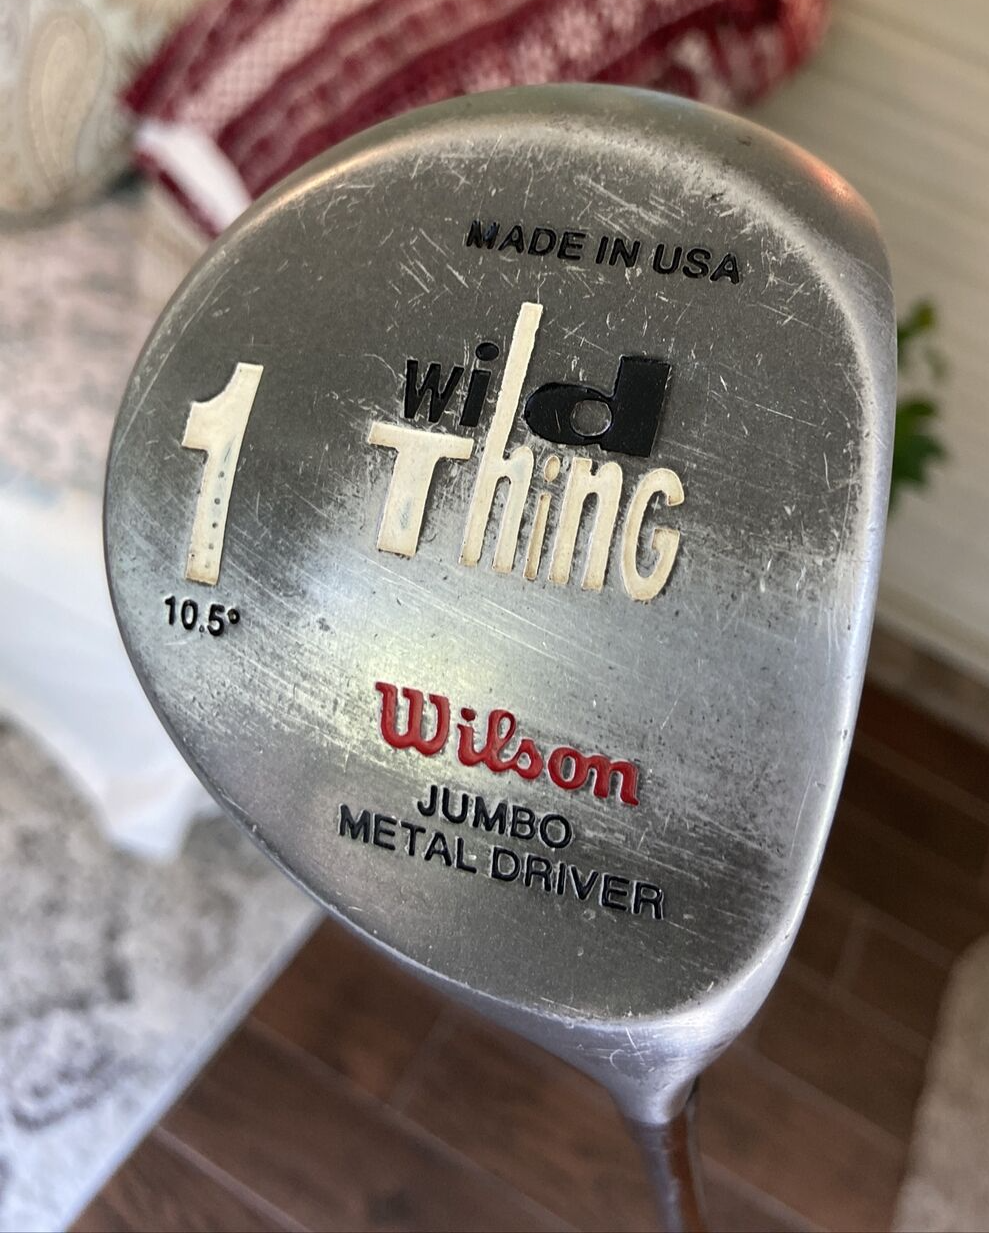 MADE IN USA
wild
THiNG
1
10.5°
Wilson
JUMBO
METAL DRIVER